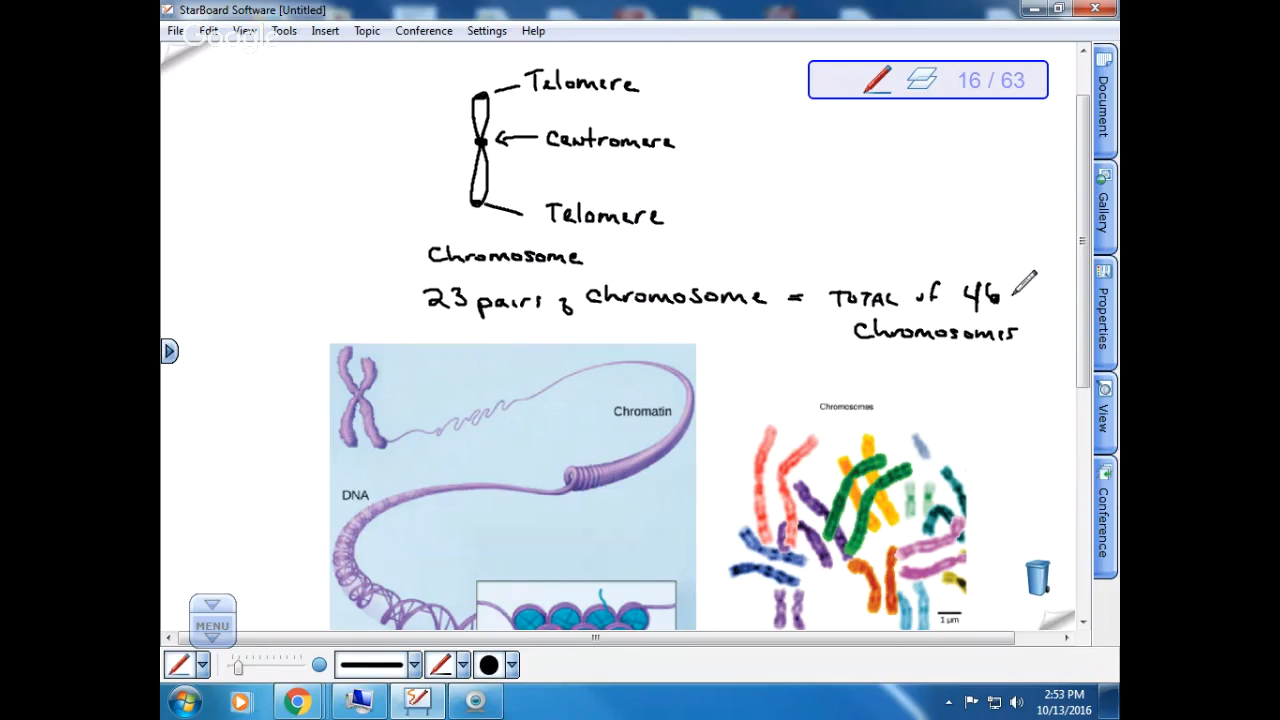 StarBoard Software [Untitled]
File Edit View Tools Insert Topic Conference Settings Help
Google
Telomere
16 / 63
Centromere
Telomere
Chromosome
23 pairs of Chromosome = TOTAL of 46
Chromosomes
Chromatin
DNA
Chromosomes
1 µm
Document
Gallery
Properties
View
Conference
MENU
2:53 PM
10/13/2016